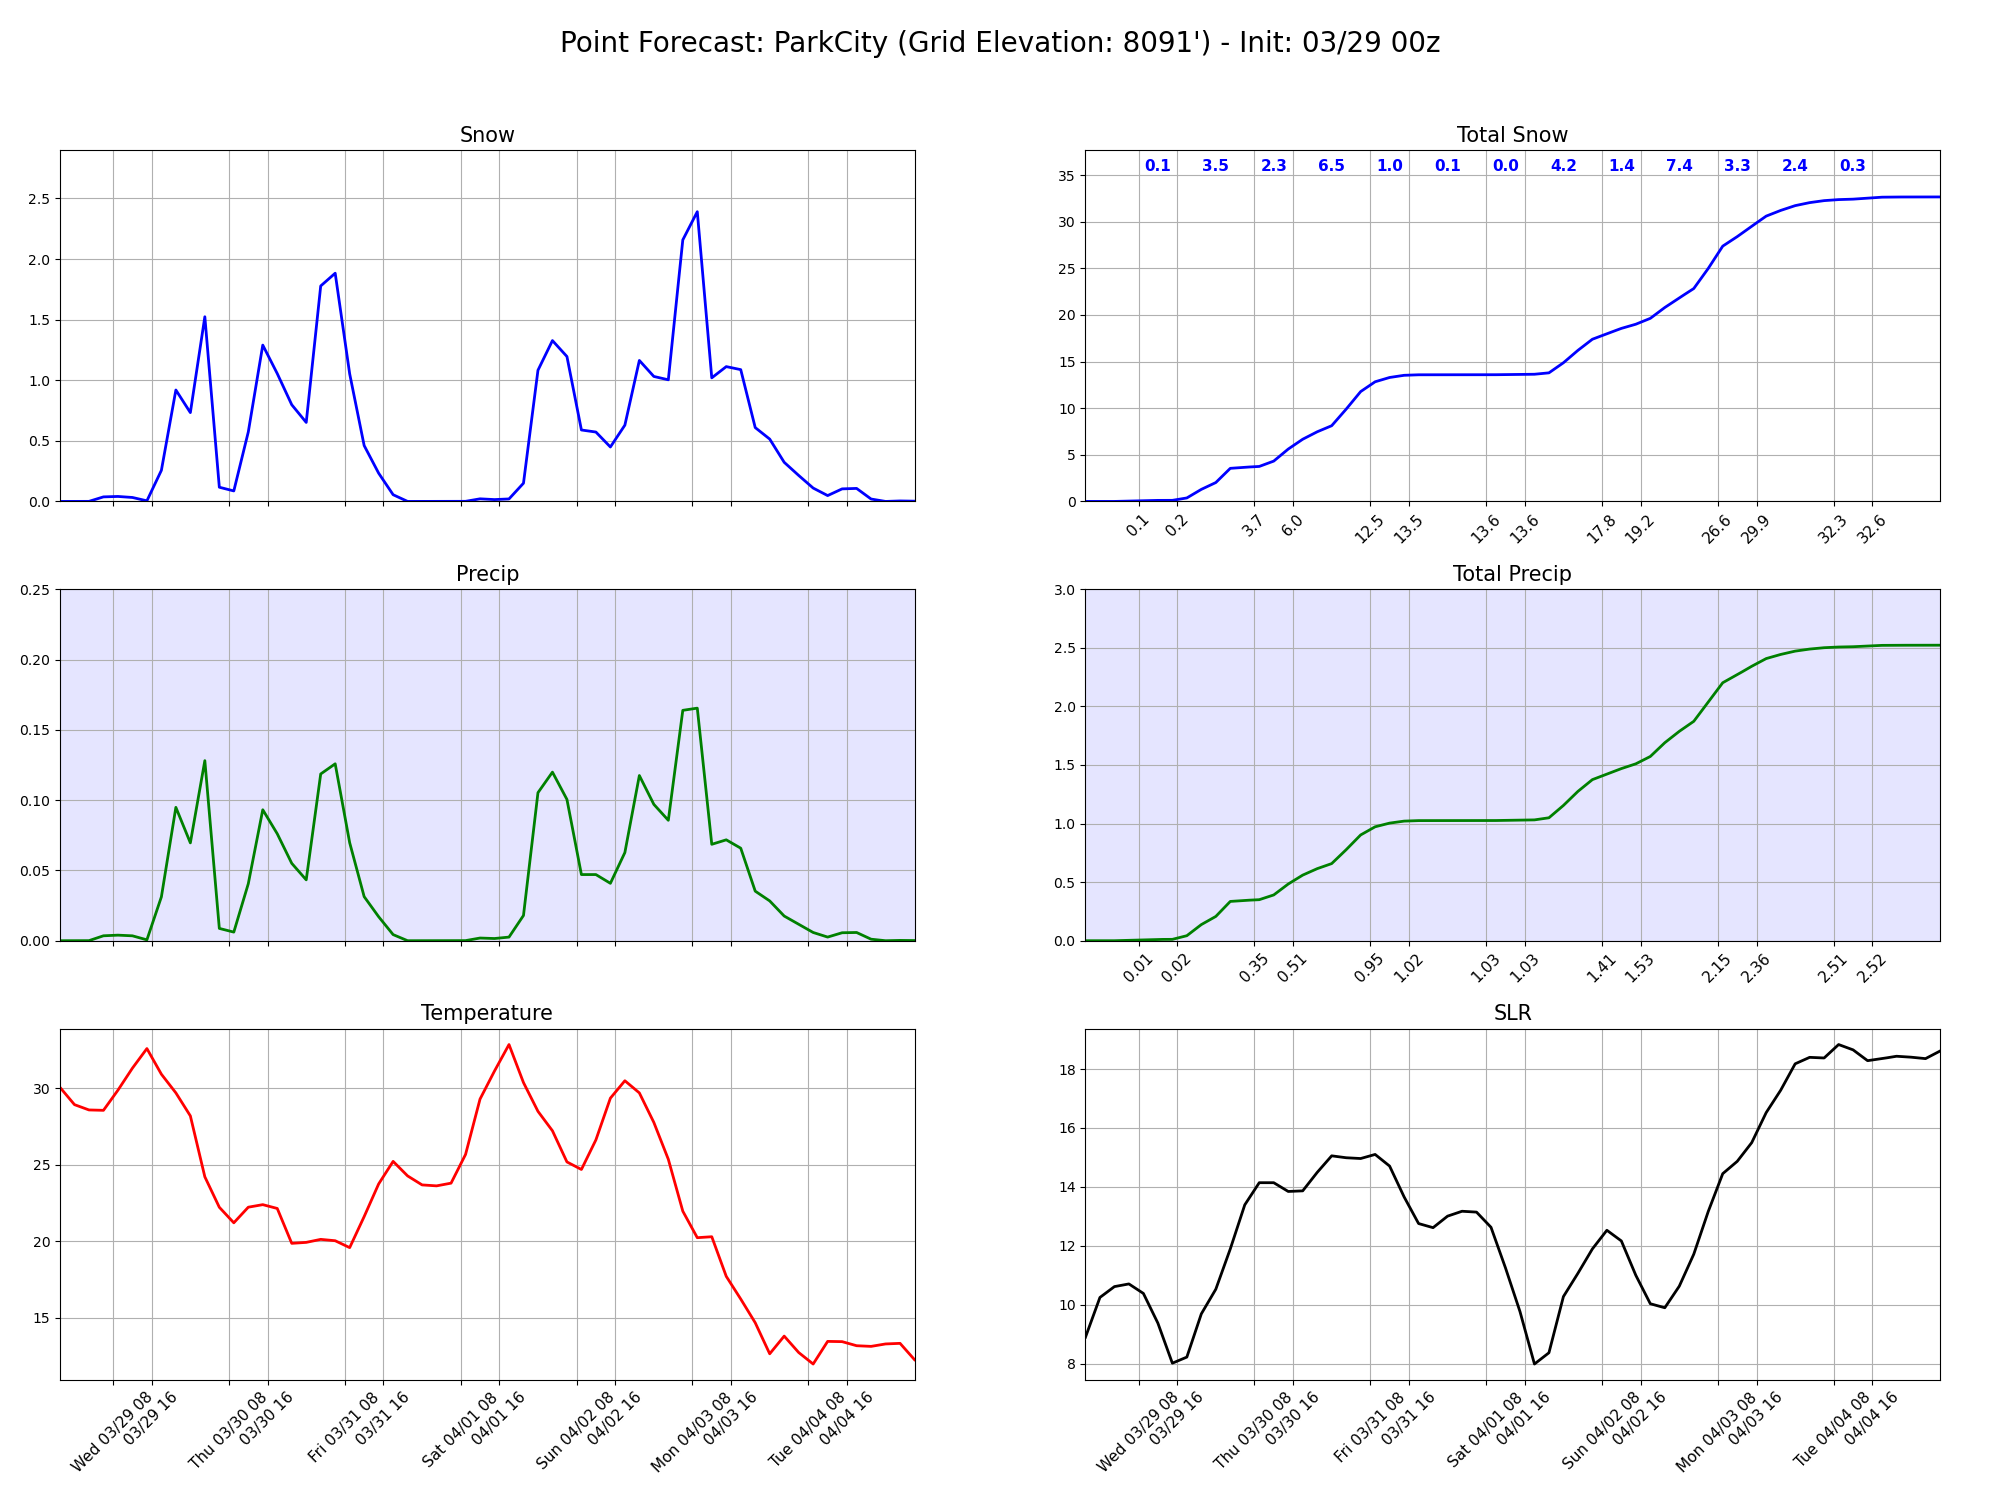 Point Forecast: ParkCity (Grid Elevation: 8091') - Init: 03/29 00z
Snow
2.5
2.0
1.5
1.0
0.5
0.0
Total Snow
0.1 3.5 2.3 6.5 1.0 0.1 0.0 4.2 1.4 7.4 3.3 2.4 0.3
35
30
25
20
15
10
5
0
0.1 0.2 3.7 6.0 12.5 13.5 13.6 13.6 17.8 19.2 26.6 29.9 32.3 32.6
Precip
0.25
0.20
0.15
0.10
0.05
0.00
Total Precip
3.0
2.5
2.0
1.5
1.0
0.5
0.0
0.01 0.02 0.35 0.51 0.95 1.02 1.03 1.03 1.41 1.53 2.15 2.36 2.51 2.52
Temperature
30
25
20
15
Wed 03/29 08
03/29 16
Thu 03/30 08
03/30 16
Fri 03/31 08
03/31 16
Sat 04/01 08
04/01 16
Sun 04/02 08
04/02 16
Mon 04/03 08
04/03 16
Tue 04/04 08
04/04 16
SLR
18
16
14
12
10
8
Wed 03/29 08
03/29 16
Thu 03/30 08
03/30 16
Fri 03/31 08
03/31 16
Sat 04/01 08
04/01 16
Sun 04/02 08
04/02 16
Mon 04/03 08
04/03 16
Tue 04/04 08
04/04 16